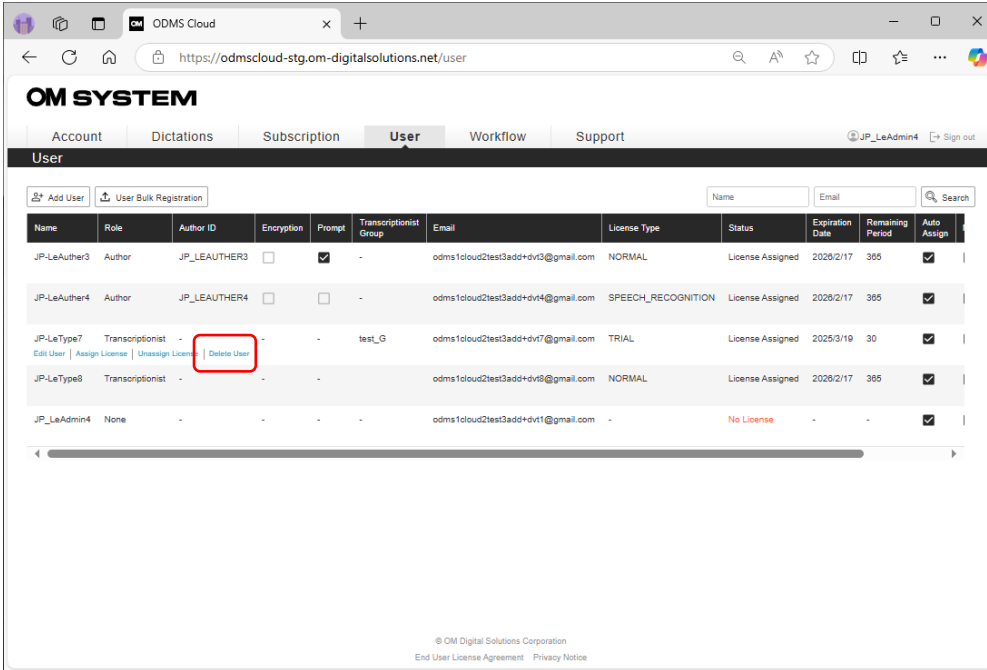 OM ODMS Cloud
https://odmscloud-stg.om-digitalsolutions.net/user
OM SYSTEM
Account Dictations Subscription User Workflow Support JP_LeAdmin4 Sign out
User
Add User User Bulk Registration Name Email Search
Name Role Author ID Encryption Prompt Transcriptionist Group Email License Type Status Expiration Date Remaining Period Auto Assign
JP-LeAuther3 Author JP_LEAUTHER3 - odms1cloud2test3add+dvt3@gmail.com NORMAL License Assigned 2026/2/17 365
JP-LeAuther4 Author JP_LEAUTHER4 - odms1cloud2test3add+dvt4@gmail.com SPEECH_RECOGNITION License Assigned 2026/2/17 365
JP-LeType7 Transcriptionist - - - test_G odms1cloud2test3add+dvt7@gmail.com TRIAL License Assigned 2025/3/19 30
Edit User | Assign License | Unassign License | Delete User
JP-LeType8 Transcriptionist - - - odms1cloud2test3add+dvt8@gmail.com NORMAL License Assigned 2026/2/17 365
JP_LeAdmin4 None - - - - odms1cloud2test3add+dvt1@gmail.com - No License - -
© OM Digital Solutions Corporation
End User License Agreement Privacy Notice